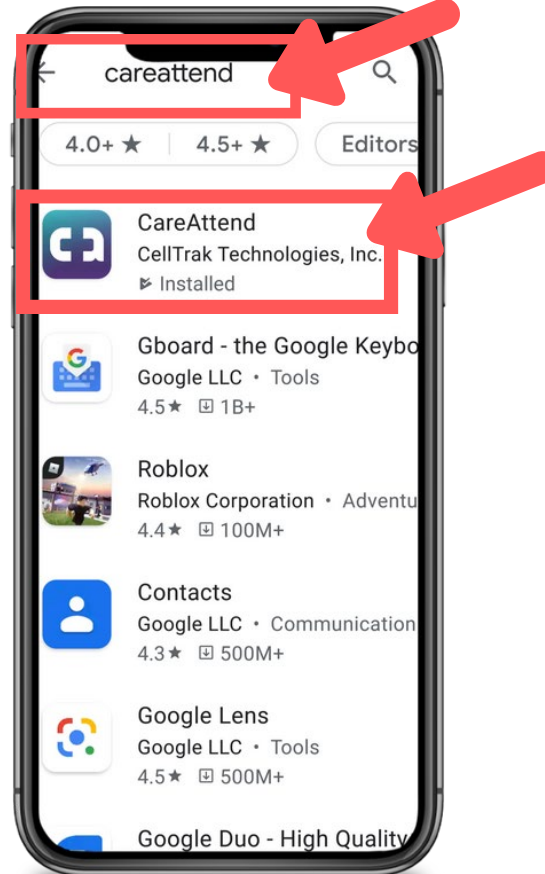 careattend
4.0+ ★ 4.5+ ★ Editors
CareAttend
CellTrak Technologies, Inc.
Installed
Gboard - the Google Keybo
Google LLC • Tools
4.5★ 1B+
Roblox
Roblox Corporation • Adventu
4.4★ 100M+
Contacts
Google LLC • Communication
4.3★ 500M+
Google Lens
Google LLC • Tools
4.5★ 500M+
Google Duo - High Quality